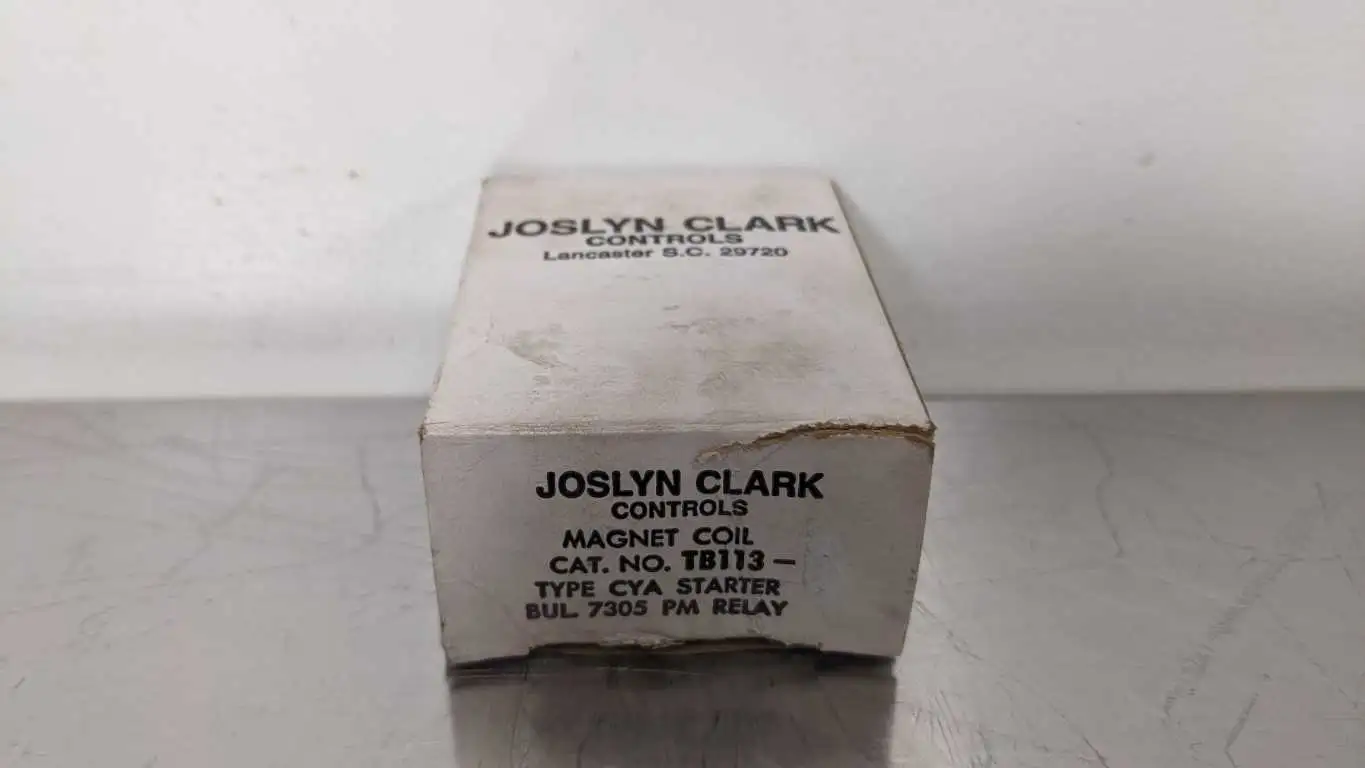 JOSLYN CLARK
CONTROLS
Lancaster S.C. 29720
JOSLYN CLARK
CONTROLS
MAGNET COIL
CAT. NO. TB113 –
TYPE CYA STARTER
BUL. 7305 PM RELAY